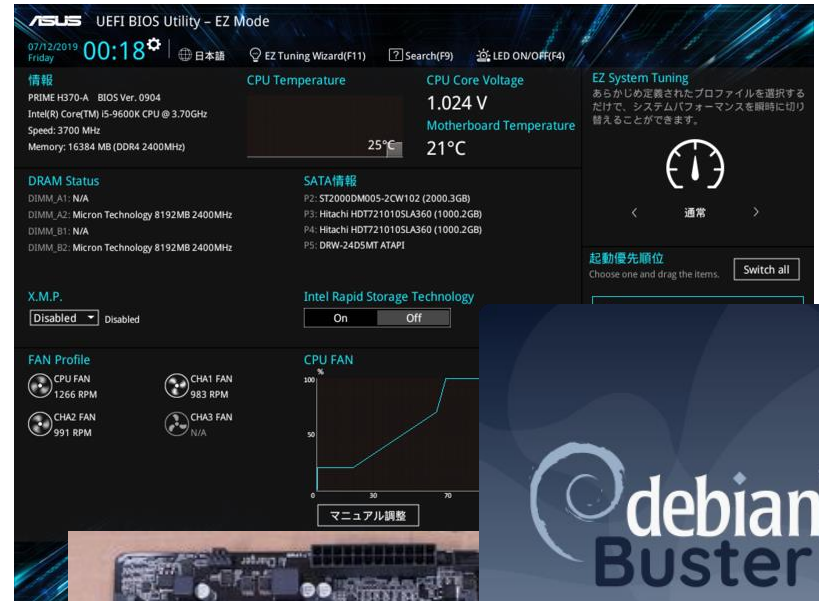 ASUS UEFI BIOS Utility – EZ Mode
07/12/2019
Friday
00:18
日本語
EZ Tuning Wizard(F11)
? Search(F9)
LED ON/OFF(F4)
情報
PRIME H370-A BIOS Ver. 0904
Intel(R) Core(TM) i5-9600K CPU @ 3.70GHz
Speed: 3700 MHz
Memory: 16384 MB (DDR4 2400MHz)
CPU Temperature
25°C
CPU Core Voltage
1.024 V
Motherboard Temperature
21°C
EZ System Tuning
あらかじめ定義されたプロファイルを選択する
だけで、システムパフォーマンスを瞬時に切り
替えることができます。
通常
DRAM Status
DIMM_A1: N/A
DIMM_A2: Micron Technology 8192MB 2400MHz
DIMM_B1: N/A
DIMM_B2: Micron Technology 8192MB 2400MHz
SATA情報
P2: ST2000DM005-2CW102 (2000.3GB)
P3: Hitachi HDT721010SLA360 (1000.2GB)
P4: Hitachi HDT721010SLA360 (1000.2GB)
P5: DRW-24D5MT ATAPI
起動優先順位
Choose one and drag the items.
Switch all
X.M.P.
Disabled
Disabled
Intel Rapid Storage Technology
On
Off
FAN Profile
CPU FAN
1266 RPM
CHA1 FAN
983 RPM
CHA2 FAN
991 RPM
CHA3 FAN
N/A
CPU FAN
%
100
50
0
30
70
マニュアル調整
debian
Buster